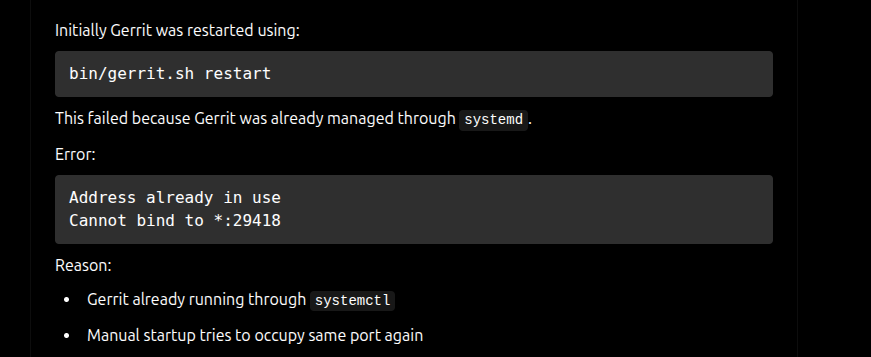 Initially Gerrit was restarted using:
bin/gerrit.sh restart
This failed because Gerrit was already managed through systemd.
Error:
Address already in use
Cannot bind to *:29418
Reason:
• Gerrit already running through systemctl
• Manual startup tries to occupy same port again